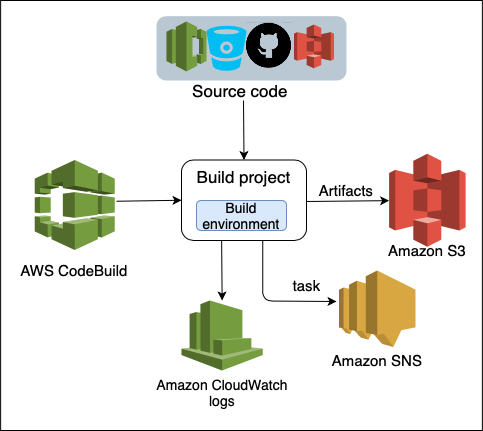 Source code
Build project
Build
environment
Artifacts
Amazon S3
AWS CodeBuild
task
Amazon SNS
Amazon CloudWatch
logs